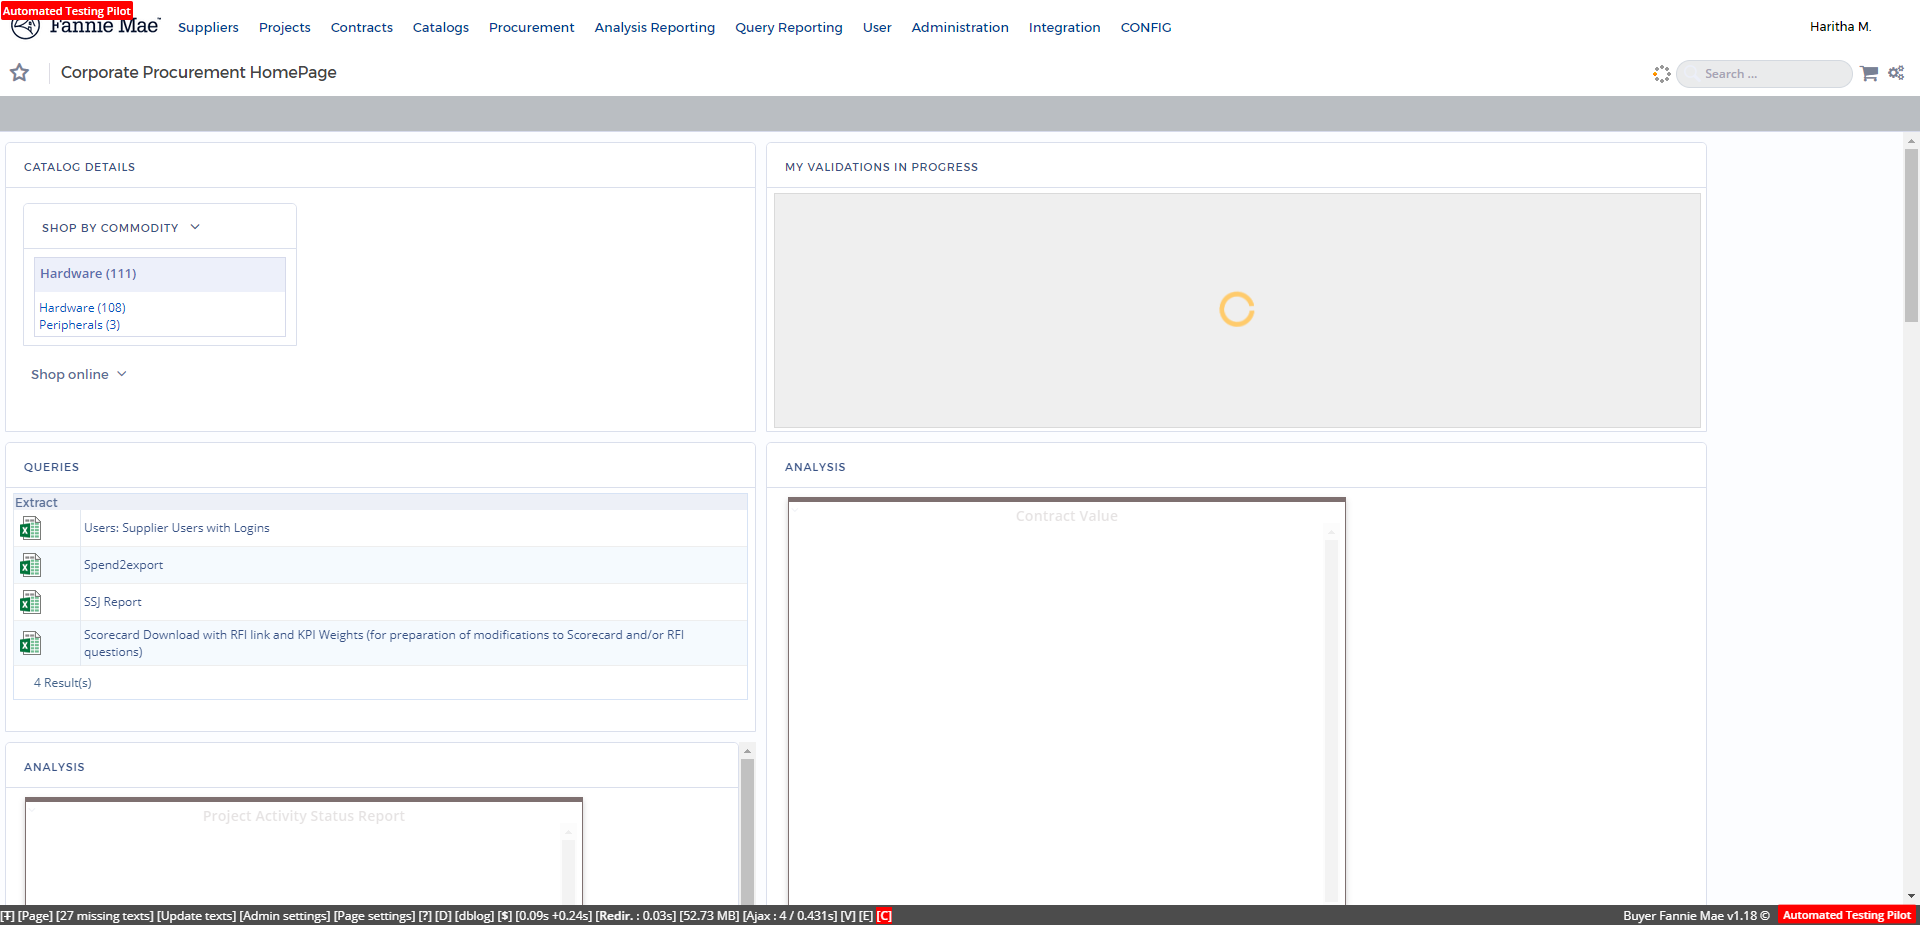 Automated Testing Pilot
Fannie Mae
Suppliers Projects Contracts Catalogs Procurement Analysis Reporting Query Reporting User Administration Integration CONFIG
Haritha M.
Corporate Procurement HomePage
Search ...
CATALOG DETAILS
SHOP BY COMMODITY
Hardware (111)
Hardware (108)
Peripherals (3)
Shop online
MY VALIDATIONS IN PROGRESS
QUERIES
Extract
Users: Supplier Users with Logins
Spend2export
SSJ Report
Scorecard Download with RFI link and KPI Weights (for preparation of modifications to Scorecard and/or RFI
questions)
4 Result(s)
ANALYSIS
Contract Value
ANALYSIS
Project Activity Status Report
[T] [Page] [27 missing texts] [Update texts] [Admin settings] [Page settings] [?] [D] [dblog] [$] [0.09s +0.24s] [Redir. : 0.03s] [52.73 MB] [Ajax : 4 / 0.431s] [V] [E] [C]
Buyer Fannie Mae v1.18 © Automated Testing Pilot